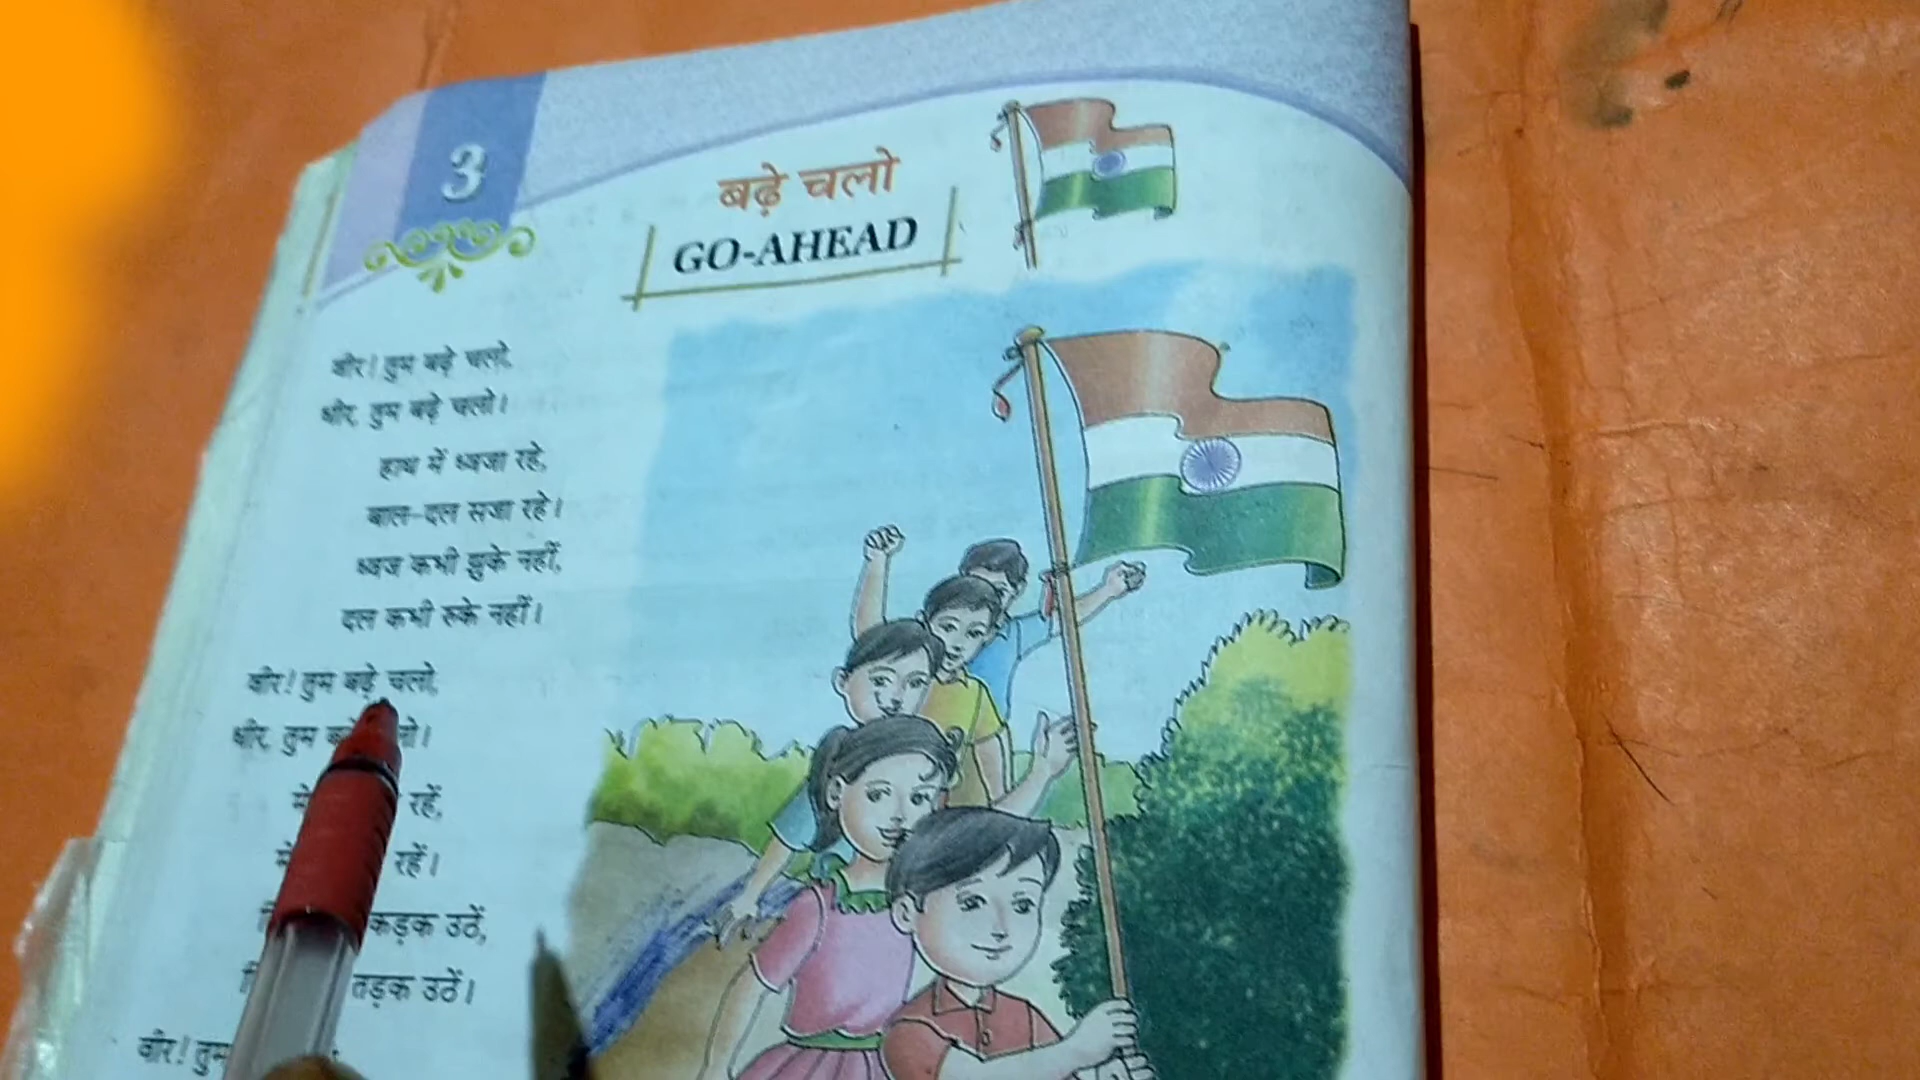 3
बढ़े चलो
GO-AHEAD
वीर! तुम बढ़े चलो,
धीर, तुम बढ़े चलो।
हाथ में ध्वजा रहे,
बाल-दल सजा रहे।
ध्वज कभी झुके नहीं,
दल कभी रुके नहीं।
वीर! तुम बढ़े चलो,
धीर, तुम
रहें,
रहें।
कड़क उठें,
तड़क उठें।
वीर! तुम